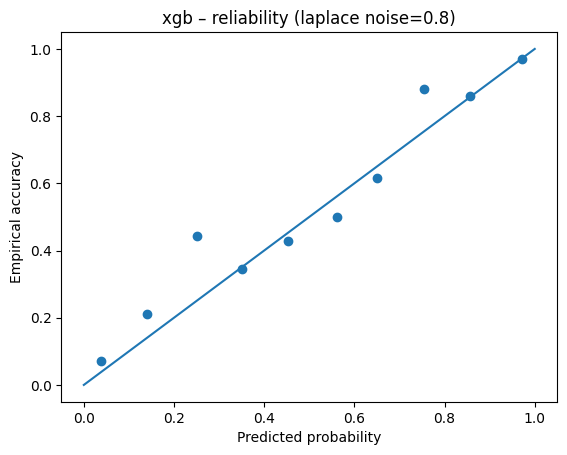 xgb – reliability (laplace noise=0.8)
1.0
0.8
0.6
0.4
0.2
0.0
Empirical accuracy
0.0 0.2 0.4 0.6 0.8 1.0
Predicted probability